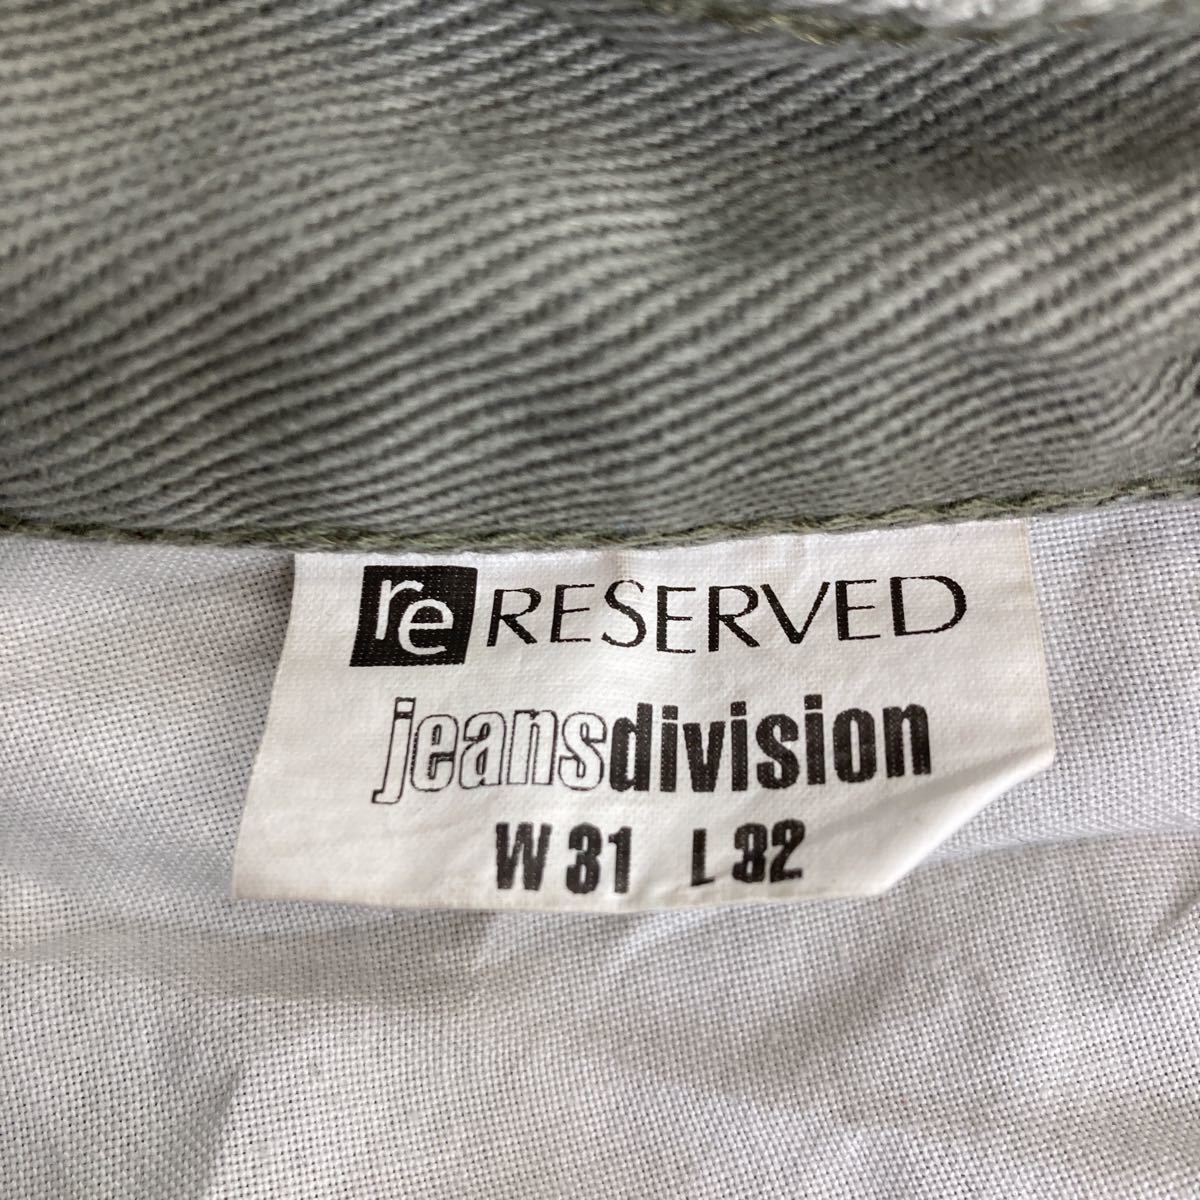 re RESERVED
jeansdivision
W 31 L 32